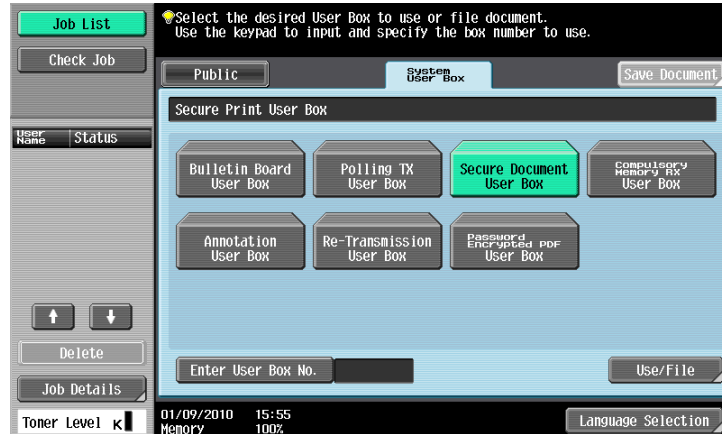 Job List
Check Job
Select the desired User Box to use or file document.
Use the keypad to input and specify the box number to use.
Public
System
User Box
Save Document
Secure Print User Box
User
Name
Status
Bulletin Board
User Box
Polling TX
User Box
Secure Document
User Box
Compulsory
Memory RX
User Box
Annotation
User Box
Re-Transmission
User Box
Password
Encrypted PDF
User Box
Delete
Job Details
Enter User Box No.
Use/File
Toner Level K
01/09/2010 15:55
Memory 100%
Language Selection